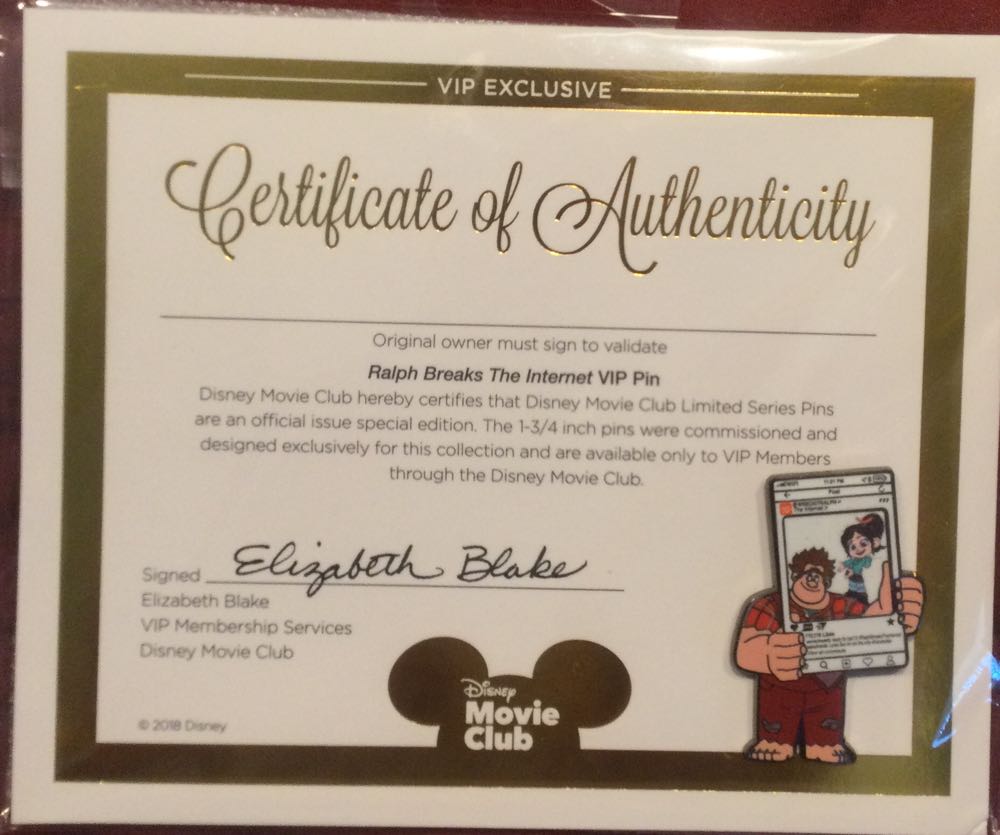 VIP EXCLUSIVE
Certificate of Authenticity
Original owner must sign to validate
Ralph Breaks The Internet VIP Pin
Disney Movie Club hereby certifies that Disney Movie Club Limited Series Pins
are an official issue special edition. The 1-3/4 inch pins were commissioned and
designed exclusively for this collection and are available only to VIP Members
through the Disney Movie Club.
Signed Elizabeth Blake
Elizabeth Blake
VIP Membership Services
Disney Movie Club
© 2018 Disney
Disney
Movie
Club
Post
The Internet